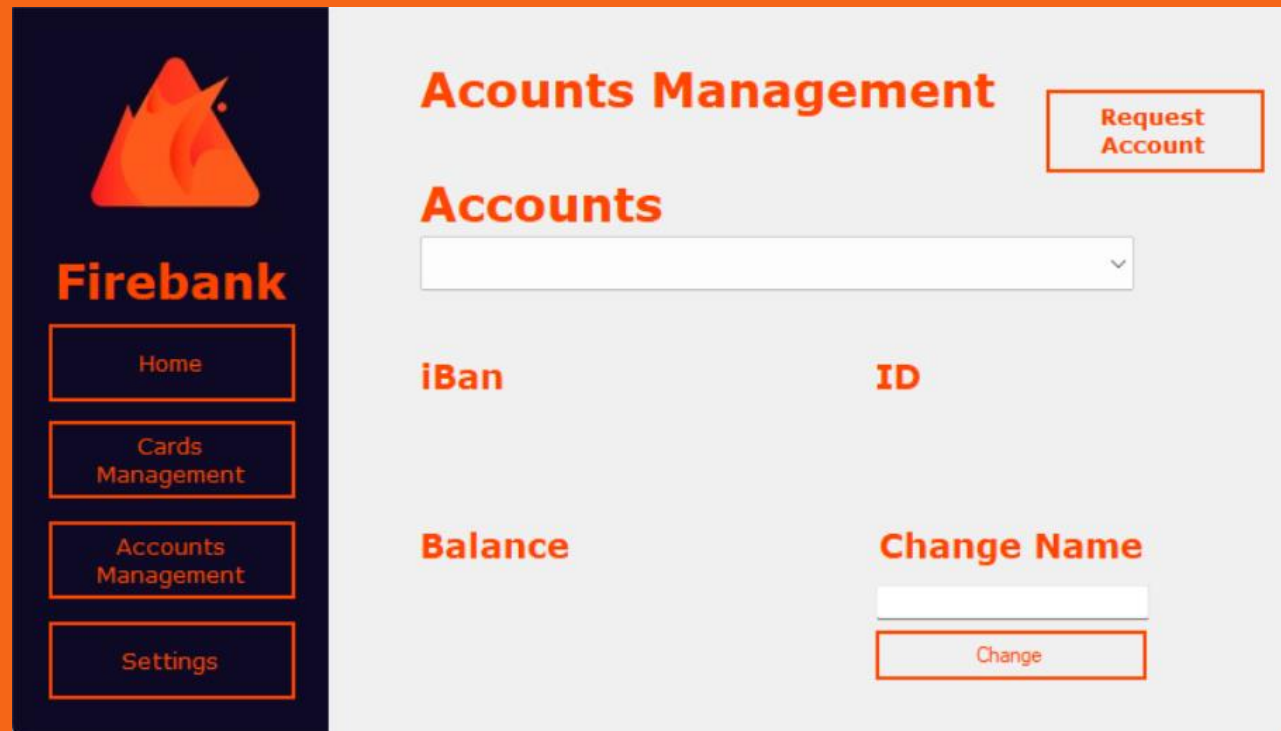 Firebank
Home
Cards
Management
Accounts
Management
Settings
Acounts Management
Request
Account
Accounts
iBan
ID
Balance
Change Name
Change